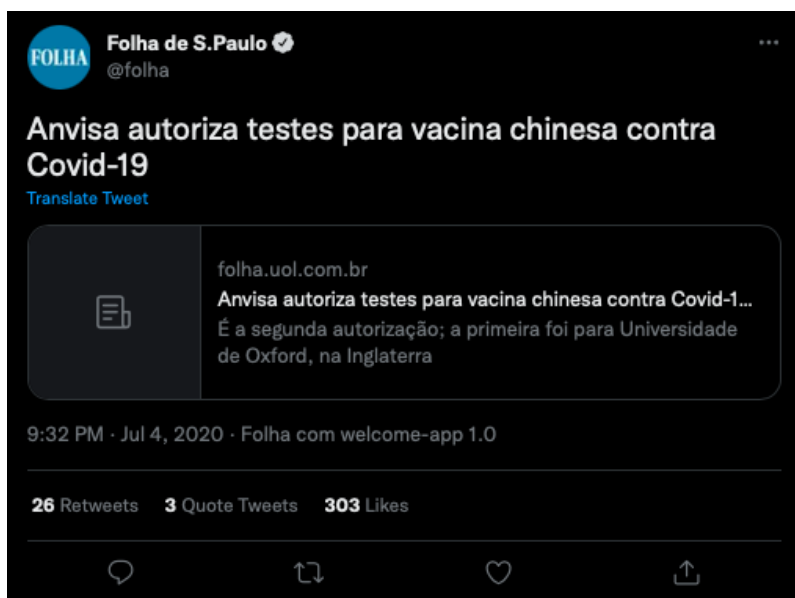 FOLHA
Folha de S.Paulo
@folha
Anvisa autoriza testes para vacina chinesa contra
Covid-19
Translate Tweet
folha.uol.com.br
Anvisa autoriza testes para vacina chinesa contra Covid-1...
É a segunda autorização; a primeira foi para Universidade
de Oxford, na Inglaterra
9:32 PM · Jul 4, 2020 · Folha com welcome-app 1.0
26 Retweets 3 Quote Tweets 303 Likes